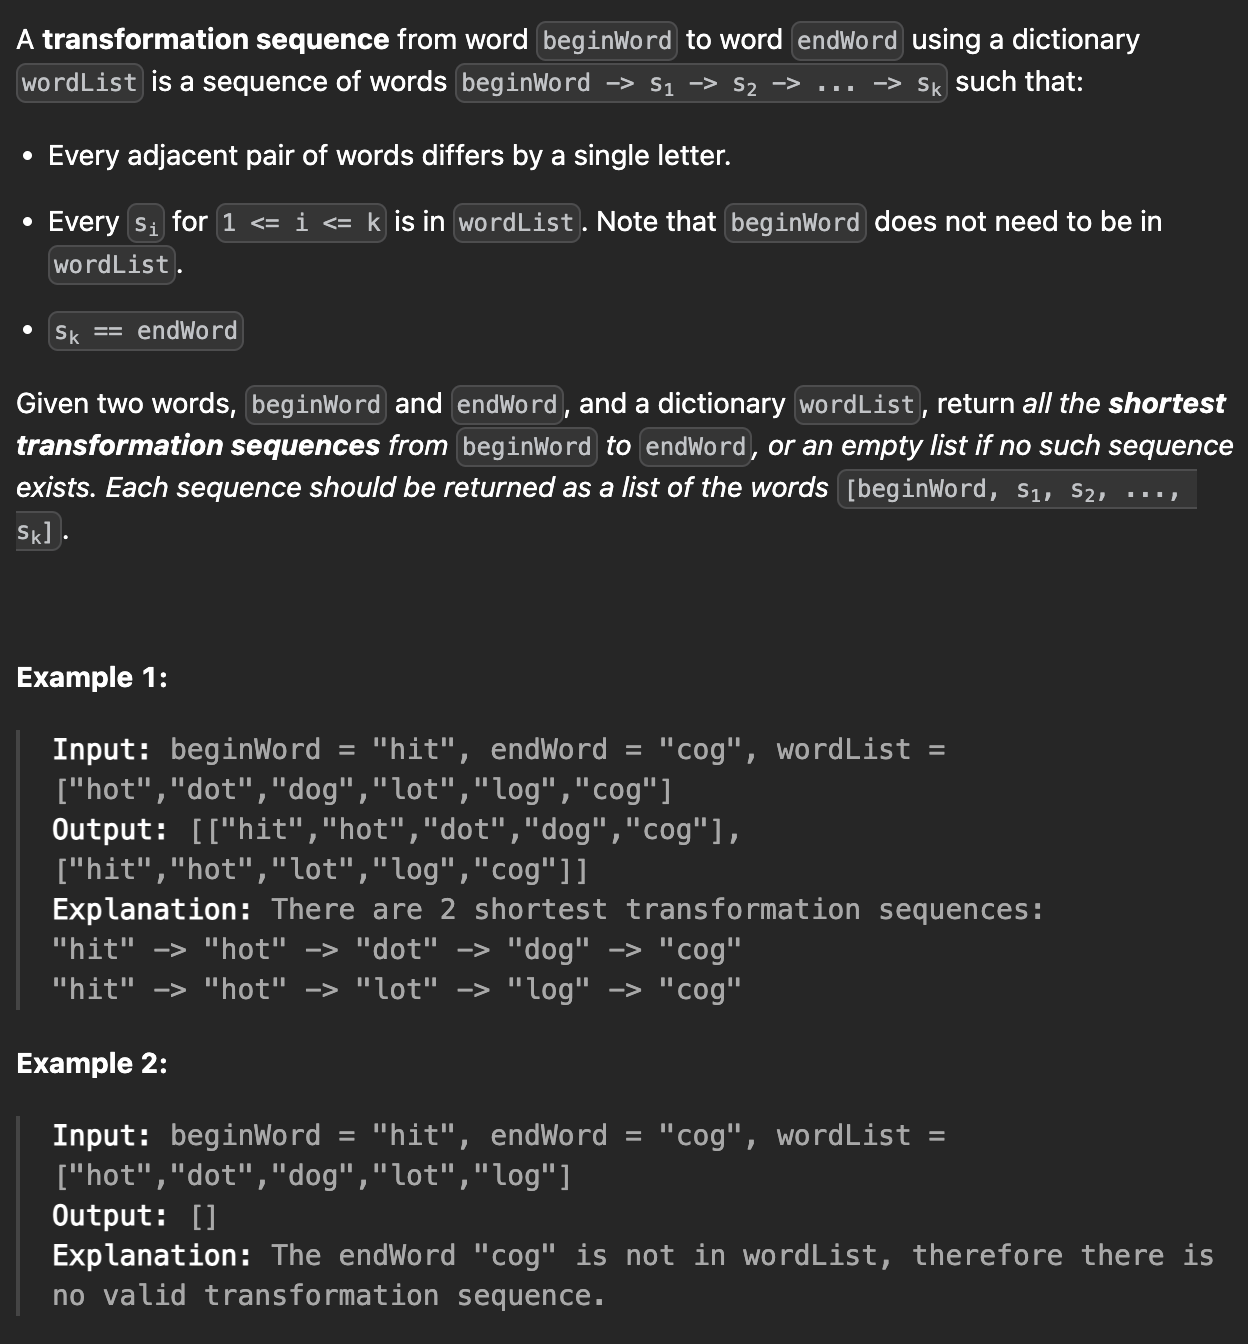 A transformation sequence from word beginWord to word endWord using a dictionary
wordList is a sequence of words beginWord -> s1 -> s2 -> ... -> sk such that:
• Every adjacent pair of words differs by a single letter.
• Every si for 1 <= i <= k is in wordList. Note that beginWord does not need to be in
wordList.
• sk == endWord
Given two words, beginWord and endWord, and a dictionary wordList, return all the shortest
transformation sequences from beginWord to endWord, or an empty list if no such sequence
exists. Each sequence should be returned as a list of the words [beginWord, s1, s2, ...,
sk].
Example 1:
Input: beginWord = "hit", endWord = "cog", wordList =
["hot","dot","dog","lot","log","cog"]
Output: [["hit","hot","dot","dog","cog"],
["hit","hot","lot","log","cog"]]
Explanation: There are 2 shortest transformation sequences:
"hit" -> "hot" -> "dot" -> "dog" -> "cog"
"hit" -> "hot" -> "lot" -> "log" -> "cog"
Example 2:
Input: beginWord = "hit", endWord = "cog", wordList =
["hot","dot","dog","lot","log"]
Output: []
Explanation: The endWord "cog" is not in wordList, therefore there is
no valid transformation sequence.